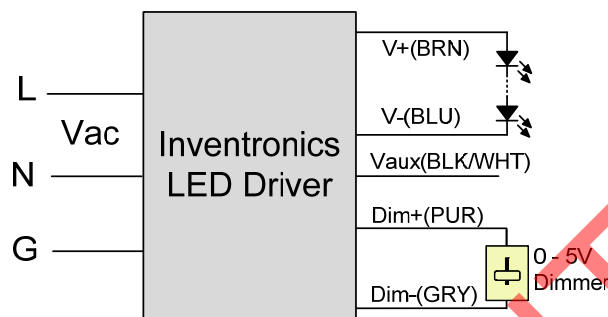 V+(BRN)
L
V-(BLU)
Vac
Inventronics
LED Driver
Vaux(BLK/WHT)
N
Dim+(PUR)
G
0 - 5V
Dimmer
Dim-(GRY)